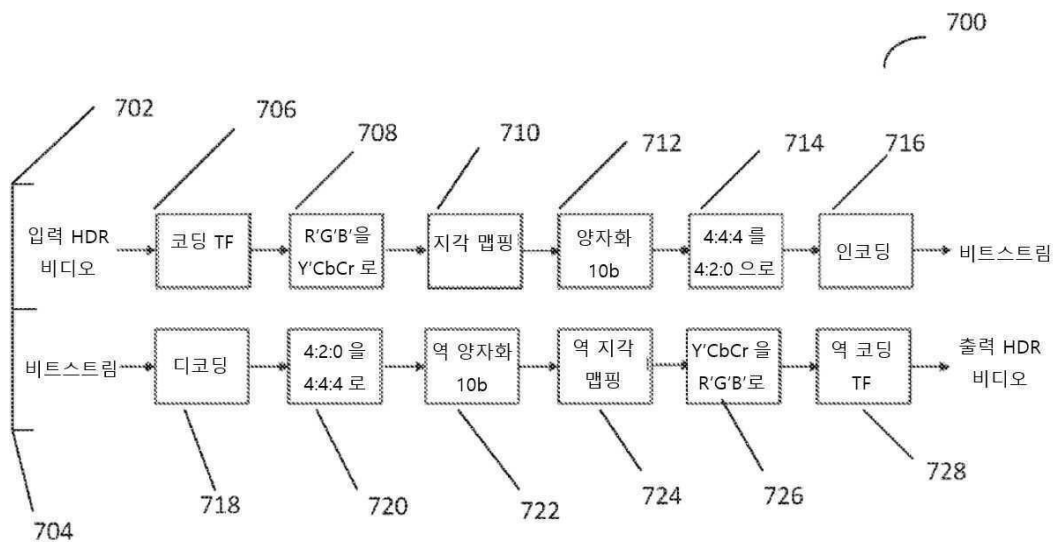 700
702
706
708
710
712
714
716
입력 HDR
비디오
코딩 TF
R'G'B'을
Y'CbCr 로
지각 맵핑
양자화
10b
4:4:4 를
4:2:0 으로
인코딩
비트스트림
비트스트림
디코딩
4:2:0 을
4:4:4 로
역 양자화
10b
역 지각
맵핑
Y'CbCr 을
R'G'B'로
역 코딩
TF
출력 HDR
비디오
704
718
720
722
724
726
728